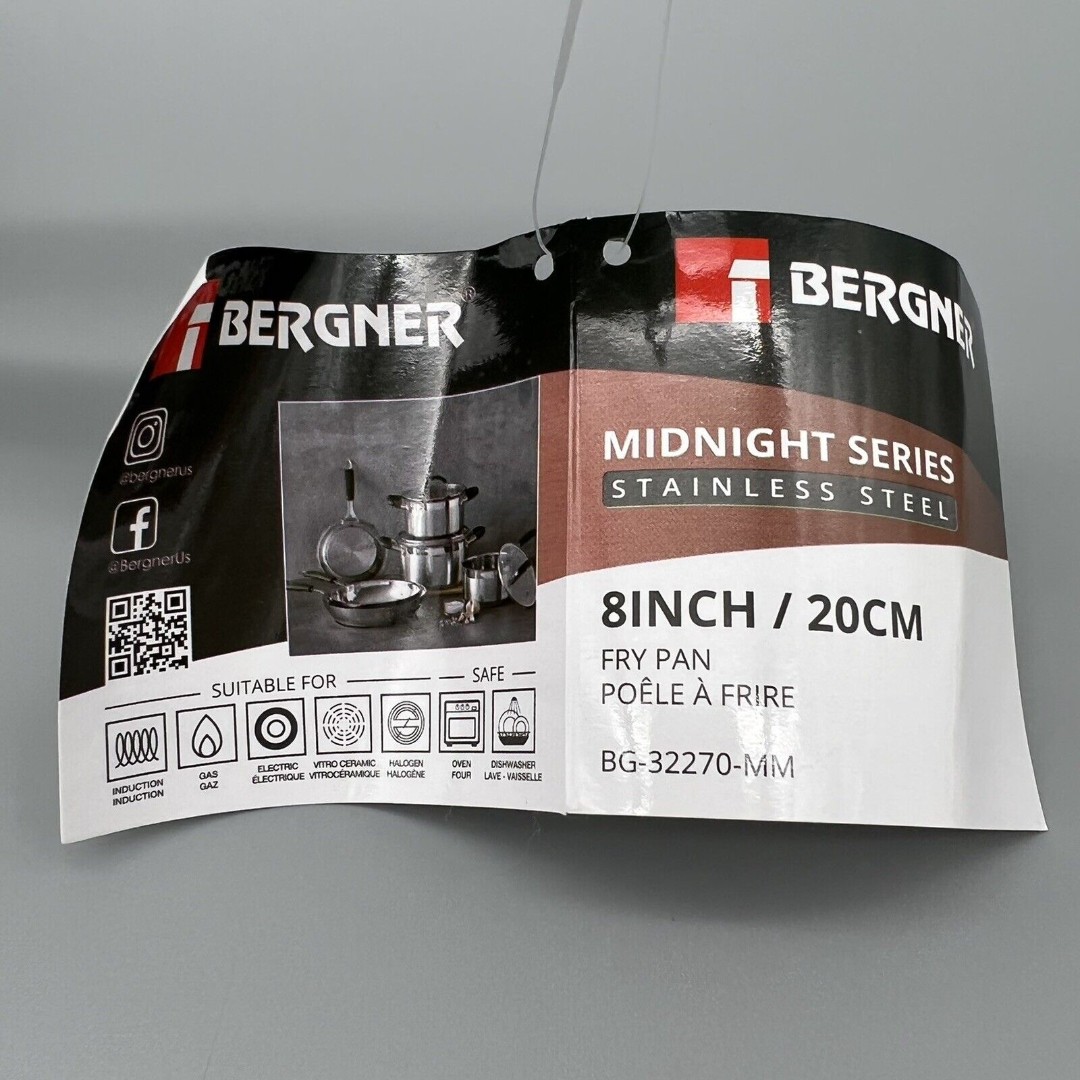 BERGNER®
@bergnerus
@BergnerUs
SUITABLE FOR
SAFE
INDUCTION
INDUCTION
GAS
GAZ
ELECTRIC
ÉLECTRIQUE
VITRO CERAMIC
VITROCÉRAMIQUE
HALOGEN
HALOGÈNE
OVEN
FOUR
DISHWASHER
LAVE - VAISSELLE
BERGNER
MIDNIGHT SERIES
STAINLESS STEEL
8INCH / 20CM
FRY PAN
POÊLE À FRIRE
BG-32270-MM